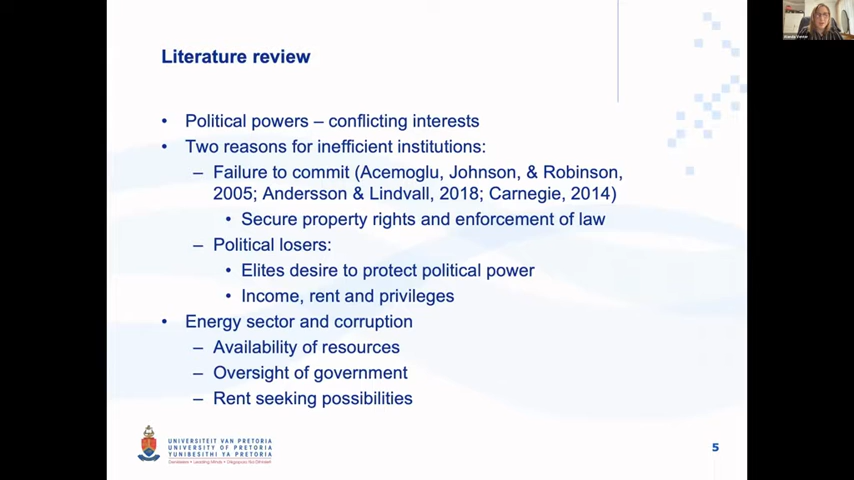 Literature review
• Political powers – conflicting interests
• Two reasons for inefficient institutions:
– Failure to commit (Acemoglu, Johnson, & Robinson,
2005; Andersson & Lindvall, 2018; Carnegie, 2014)
• Secure property rights and enforcement of law
– Political losers:
• Elites desire to protect political power
• Income, rent and privileges
• Energy sector and corruption
– Availability of resources
– Oversight of government
– Rent seeking possibilities
UNIVERSITEIT VAN PRETORIA
UNIVERSITY OF PRETORIA
YUNIBESITHI YA PRETORIA
5